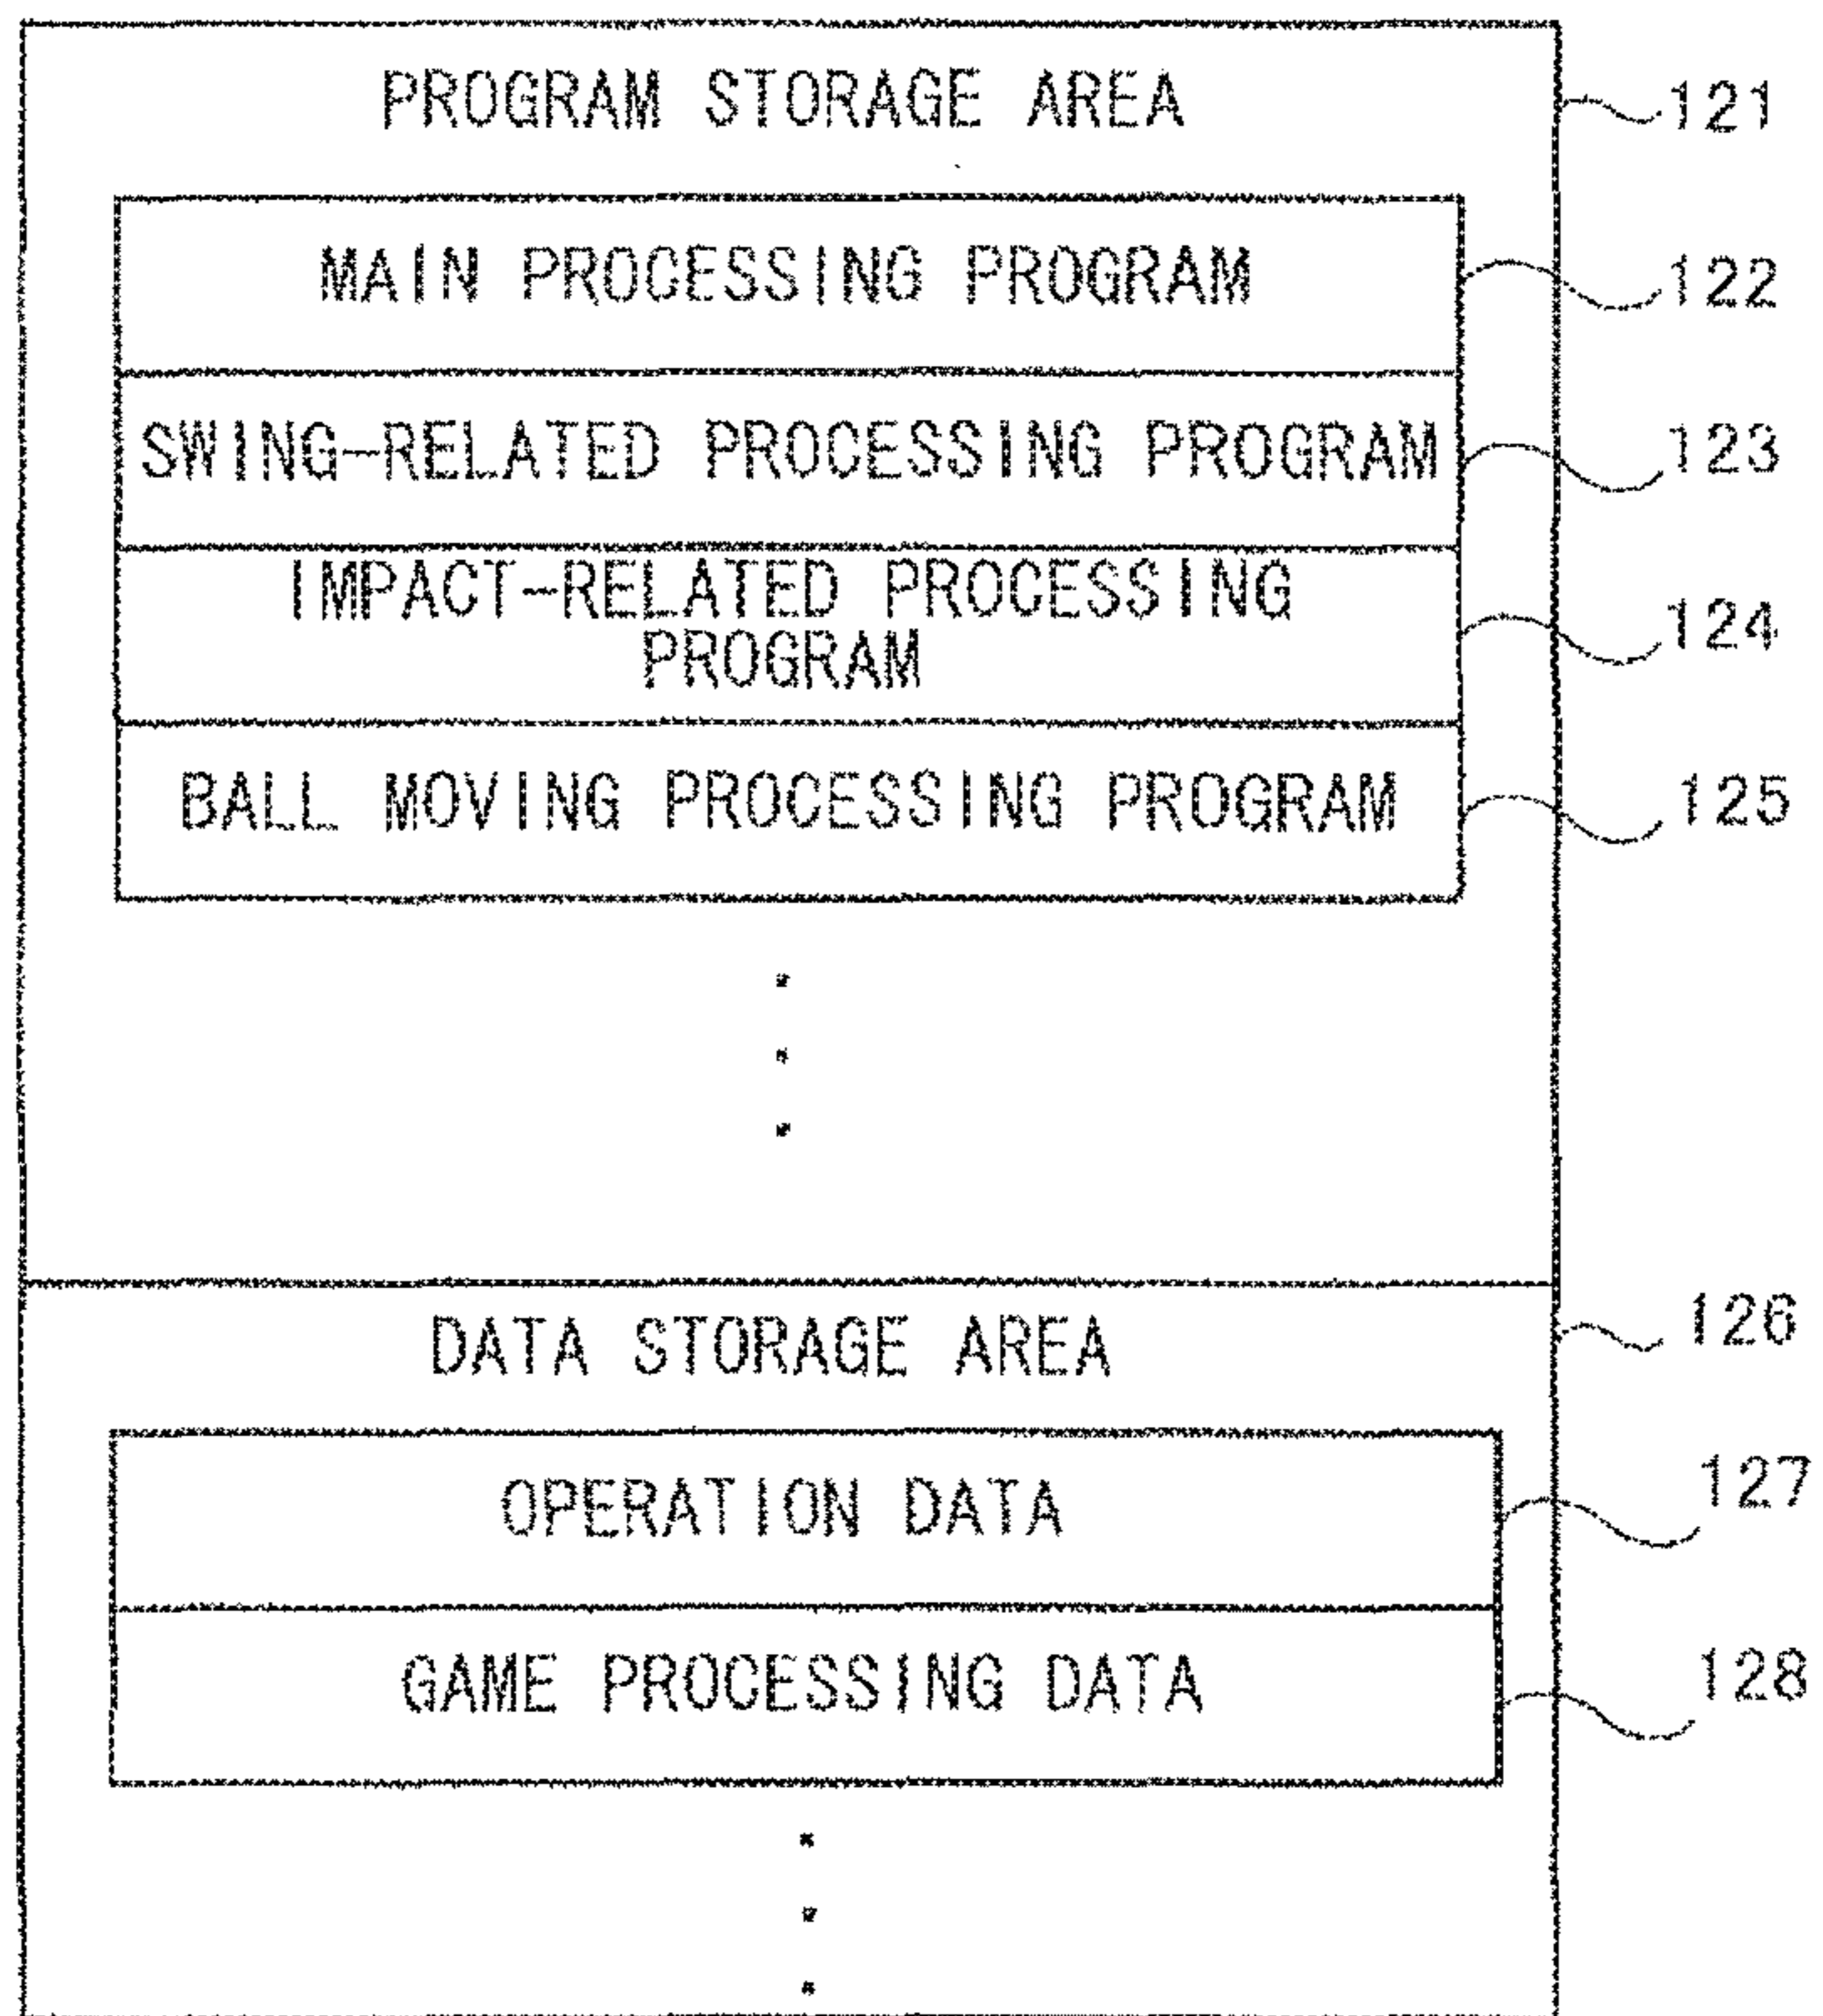 PROGRAM STORAGE AREA
121
MAIN PROCESSING PROGRAM
122
SWING-RELATED PROCESSING PROGRAM
123
IMPACT-RELATED PROCESSING
PROGRAM
124
BALL MOVING PROCESSING PROGRAM
125
DATA STORAGE AREA
126
OPERATION DATA
127
GAME PROCESSING DATA
128